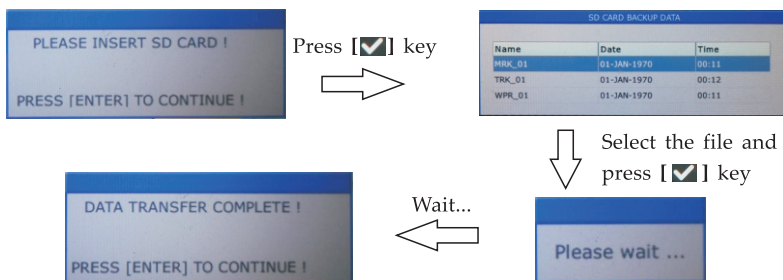 PLEASE INSERT SD CARD !
PRESS [ENTER] TO CONTINUE !
Press [✓] key
SD CARD BACKUP DATA
Name Date Time
MRK_01 01-JAN-1970 00:11
TRK_01 01-JAN-1970 00:12
WPR_01 01-JAN-1970 00:11
Select the file and
press [✓] key
Please wait ...
Wait...
DATA TRANSFER COMPLETE !
PRESS [ENTER] TO CONTINUE !